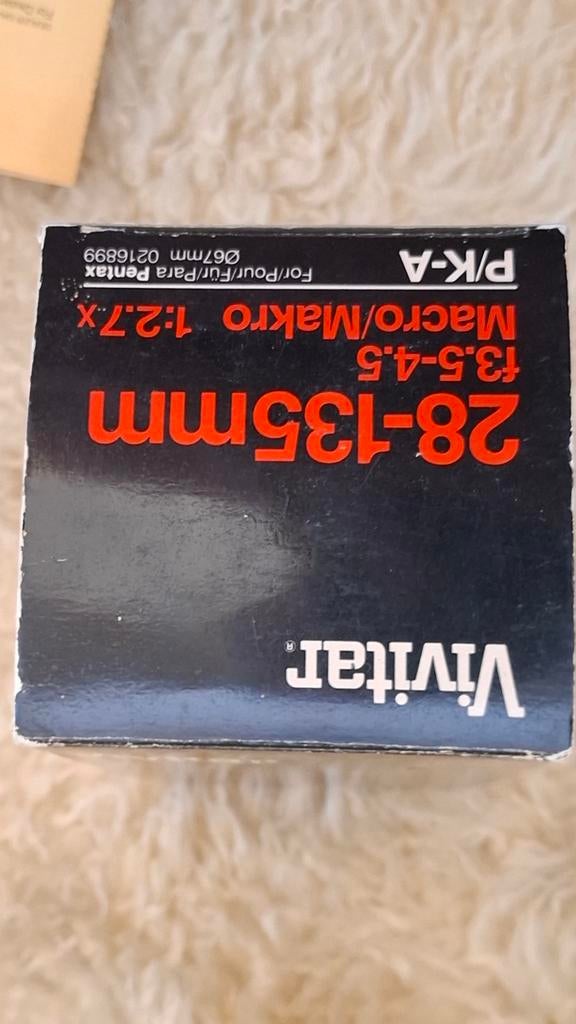 Vivitar®
28-135mm
f3.5-4.5
Macro/Makro 1:2.7x
P/K-A
For/Pour/Für/Para Pentax
Ø67mm 0216899